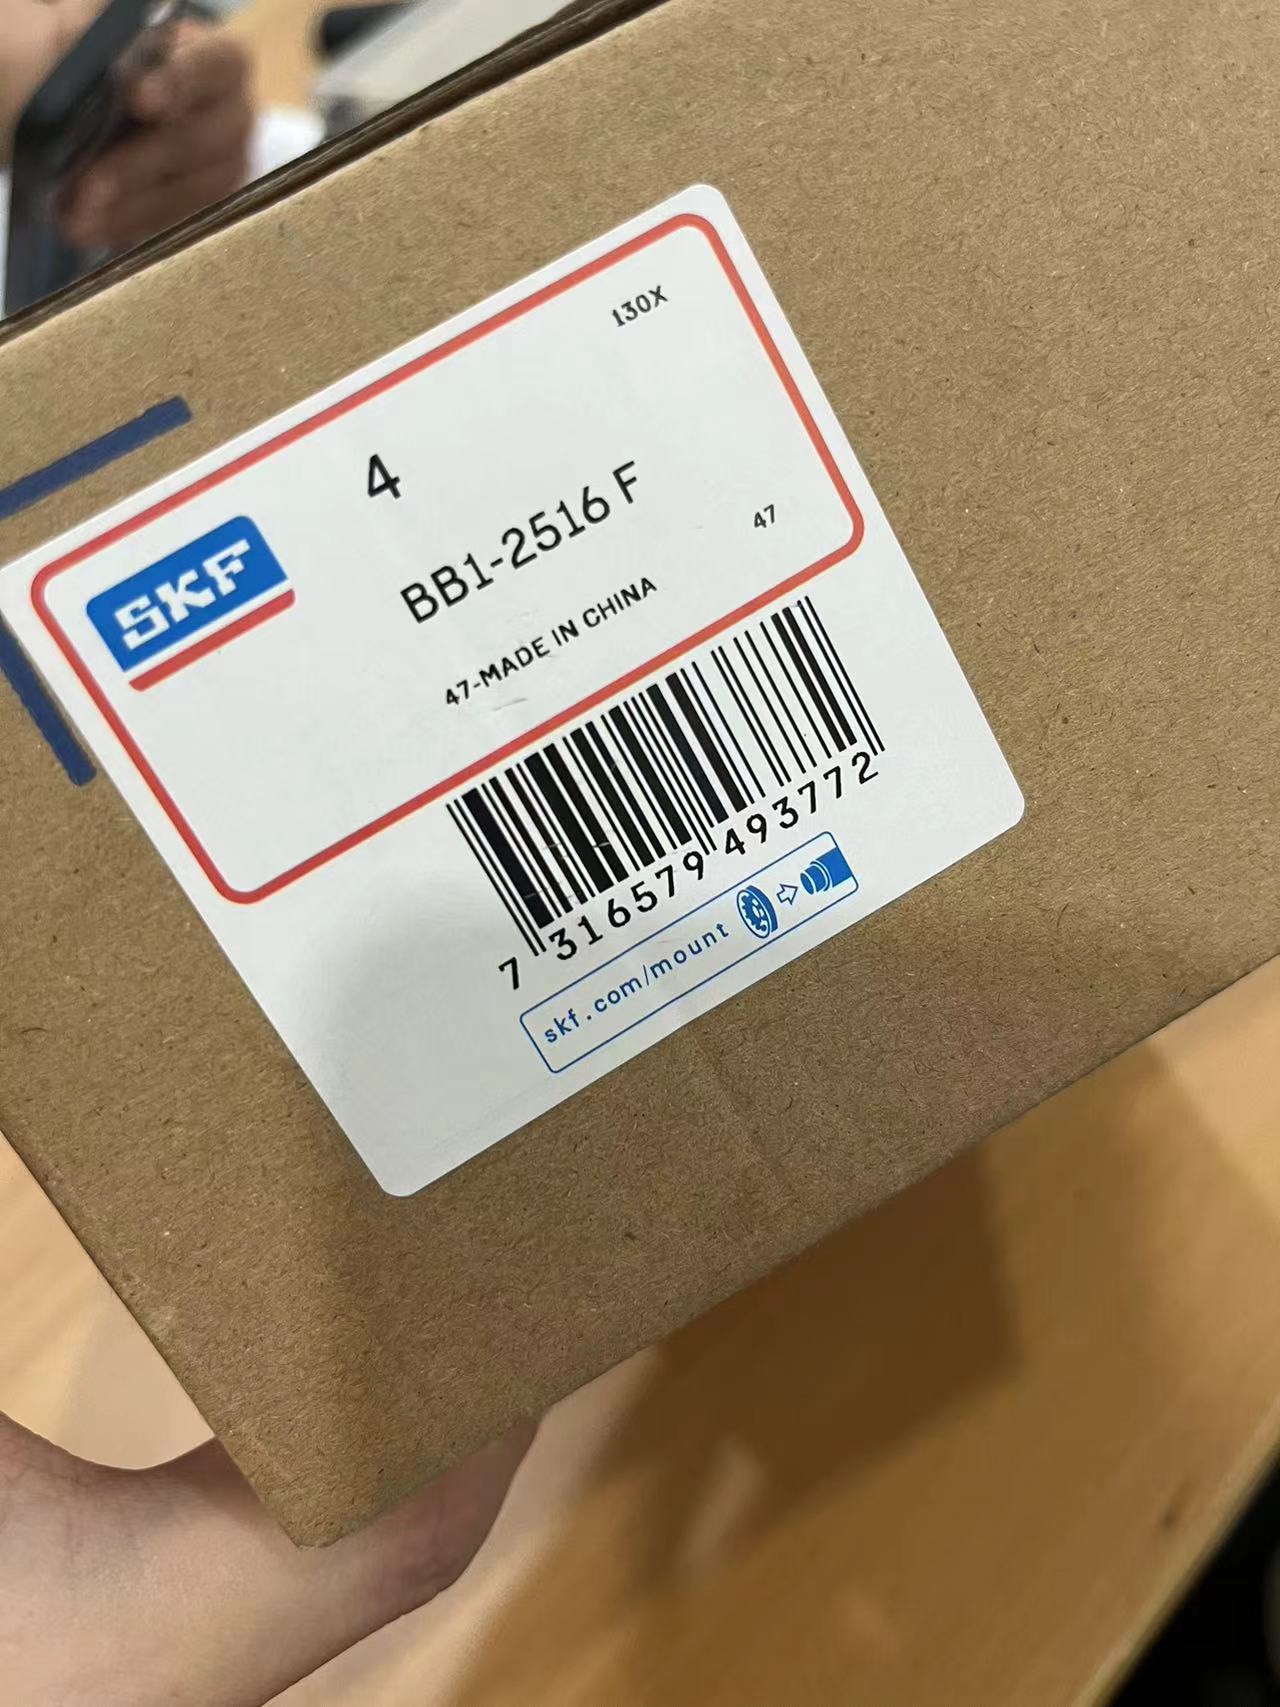 130X
4
SKF
BB1-2516 F
47
47-MADE IN CHINA
7 316579 493772
skf.com/mount